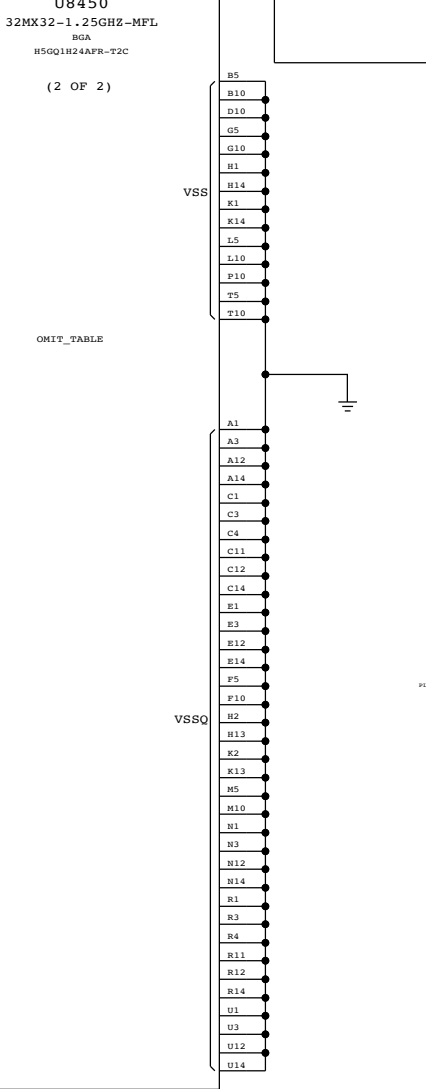 U8450
32MX32-1.25GHZ-MFL
BGA
H5GQ1H24AFR-T2C
(2 OF 2)
B5
B10
D10
G5
G10
H1
H14
VSS
K1
K14
L5
L10
P10
T5
T10
OMIT_TABLE
A1
A3
A12
A14
C1
C3
C4
C11
C12
C14
E1
E3
E12
E14
F5
F10
H2
VSSQ
H13
K2
K13
M5
M10
N1
N3
N12
N14
R1
R3
R4
R11
R12
R14
U1
U3
U12
U14